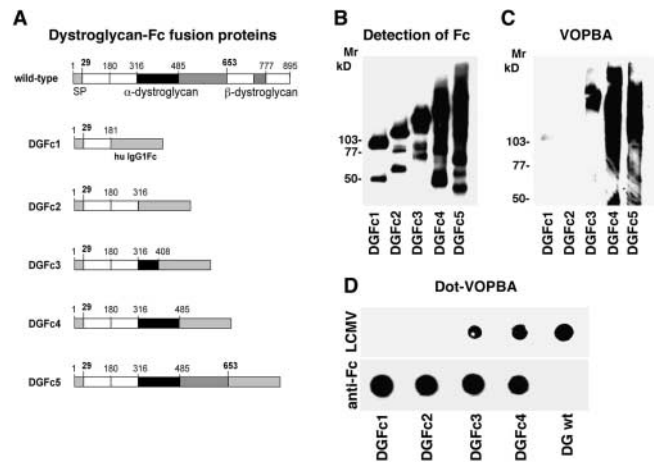 A
Dystroglycan-Fc fusion proteins
1 29 180 316 485 653 777 895
wild-type
SP α-dystroglycan β-dystroglycan
1 29 181
DGFc1
hu IgG1Fc
1 29 180 316
DGFc2
1 29 180 316 408
DGFc3
1 29 180 316 485
DGFc4
1 29 180 316 485 653
DGFc5
B
Detection of Fc
Mr
kD
103-
77-
50-
DGFc1 DGFc2 DGFc3 DGFc4 DGFc5
C
VOPBA
Mr
kD
103-
77-
50-
DGFc1 DGFc2 DGFc3 DGFc4 DGFc5
D
Dot-VOPBA
LCMV
anti-Fc
DGFc1 DGFc2 DGFc3 DGFc4 DG wt